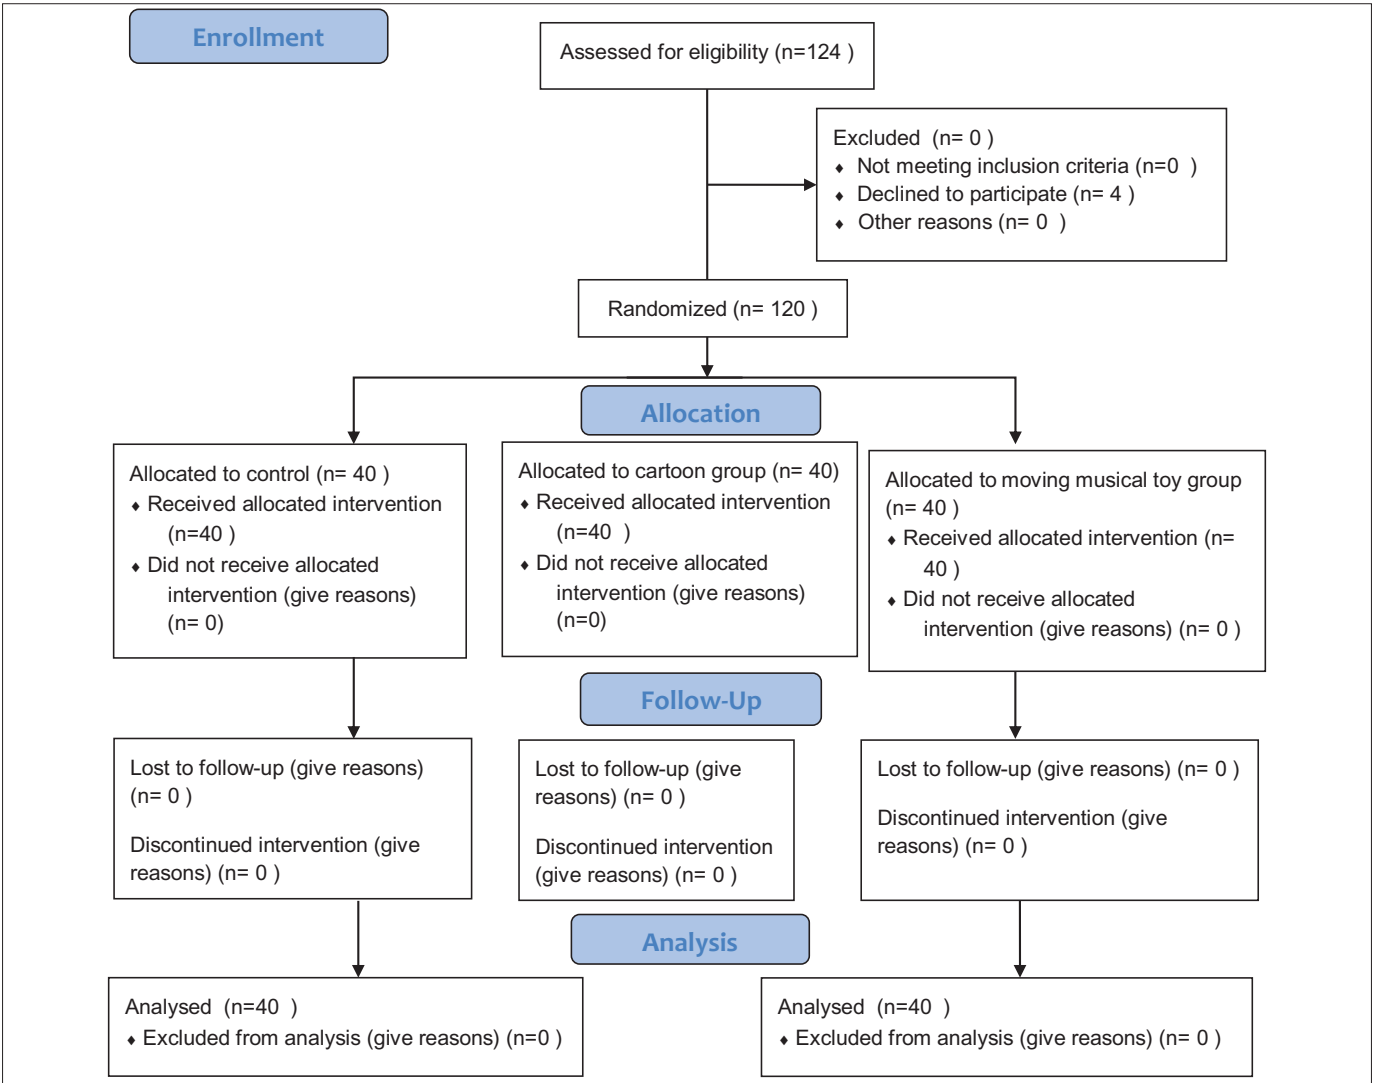 Enrollment
Assessed for eligibility (n=124 )
Excluded (n= 0 )
♦ Not meeting inclusion criteria (n=0 )
♦ Declined to participate (n= 4 )
♦ Other reasons (n= 0 )
Randomized (n= 120 )
Allocation
Allocated to control (n= 40 )
♦ Received allocated intervention
(n=40 )
♦ Did not receive allocated
intervention (give reasons)
(n= 0)
Allocated to cartoon group (n= 40)
♦ Received allocated intervention
(n=40 )
♦ Did not receive allocated
intervention (give reasons)
(n=0)
Allocated to moving musical toy group
(n= 40 )
♦ Received allocated intervention (n=
40 )
♦ Did not receive allocated
intervention (give reasons) (n= 0 )
Follow-Up
Lost to follow-up (give reasons)
(n= 0 )
Discontinued intervention (give
reasons) (n= 0 )
Lost to follow-up (give
reasons) (n= 0 )
Discontinued intervention
(give reasons) (n= 0 )
Lost to follow-up (give reasons) (n= 0 )
Discontinued intervention (give
reasons) (n= 0 )
Analysis
Analysed (n=40 )
♦ Excluded from analysis (give reasons) (n=0 )
Analysed (n=40 )
♦ Excluded from analysis (give reasons) (n= 0 )